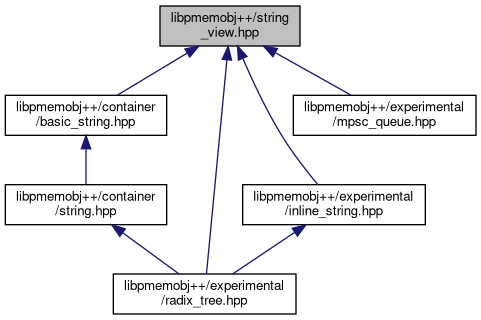 libpmemobj++/string
_view.hpp
libpmemobj++/container
/basic_string.hpp
libpmemobj++/experimental
/mpsc_queue.hpp
libpmemobj++/container
/string.hpp
libpmemobj++/experimental
/inline_string.hpp
libpmemobj++/experimental
/radix_tree.hpp